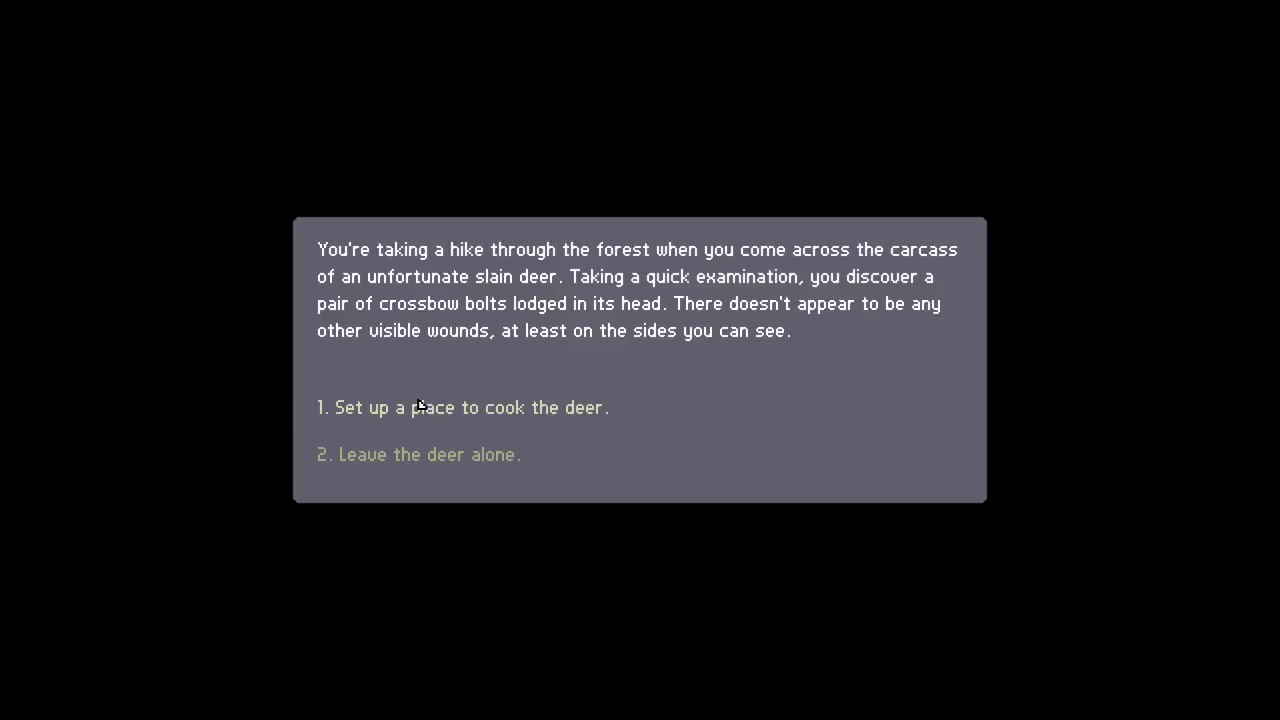 You're taking a hike through the forest when you come across the carcass
of an unfortunate slain deer. Taking a quick examination, you discover a
pair of crossbow bolts lodged in its head. There doesn't appear to be any
other visible wounds, at least on the sides you can see.
1. Set up a place to cook the deer.
2. Leave the deer alone.